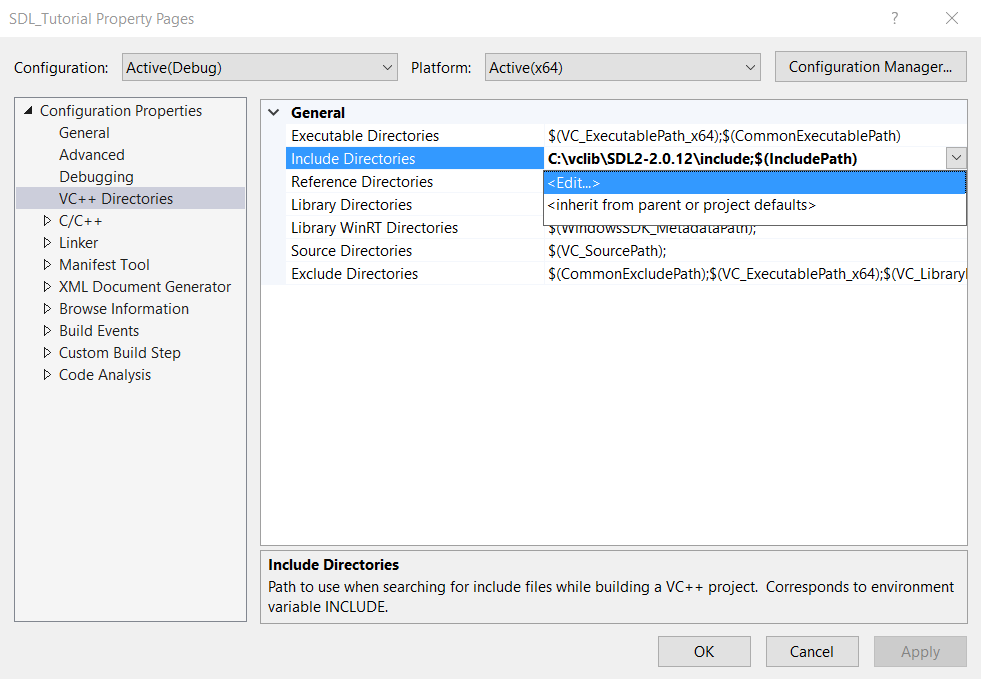 SDL_Tutorial Property Pages
?
Configuration: Active(Debug) Platform: Active(x64) Configuration Manager...
Configuration Properties
General
Advanced
Debugging
VC++ Directories
C/C++
Linker
Manifest Tool
XML Document Generator
Browse Information
Build Events
Custom Build Step
Code Analysis
General
Executable Directories $(VC_ExecutablePath_x64);$(CommonExecutablePath)
Include Directories C:\vclib\SDL2-2.0.12\include;$(IncludePath)
<Edit...>
<inherit from parent or project defaults>
Reference Directories
Library Directories
Library WinRT Directories $(WindowsSDK_MetadataPath);
Source Directories $(VC_SourcePath);
Exclude Directories $(CommonExcludePath);$(VC_ExecutablePath_x64);$(VC_Library
Include Directories
Path to use when searching for include files while building a VC++ project.  Corresponds to environment
variable INCLUDE.
OK Cancel Apply